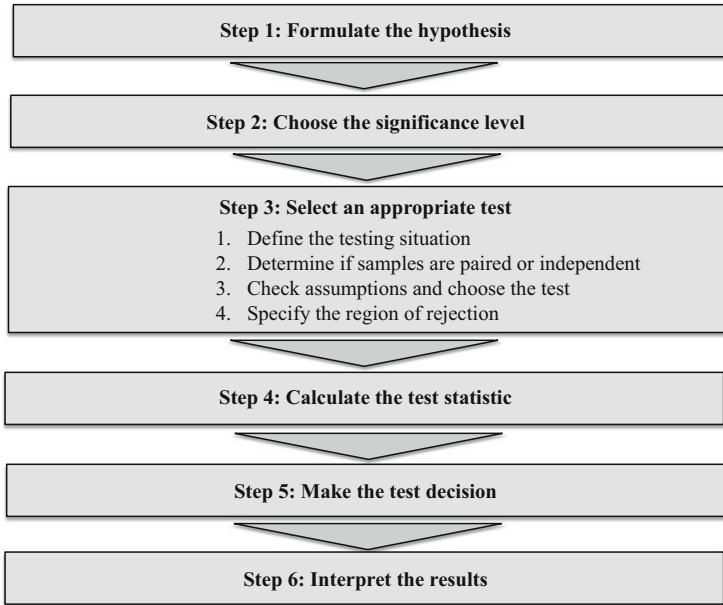 Step 1: Formulate the hypothesis
Step 2: Choose the significance level
Step 3: Select an appropriate test
1. Define the testing situation
2. Determine if samples are paired or independent
3. Check assumptions and choose the test
4. Specify the region of rejection
Step 4: Calculate the test statistic
Step 5: Make the test decision
Step 6: Interpret the results